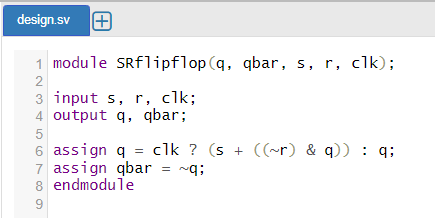 design.sv
1 module SRflipflop(q, qbar, s, r, clk);
2
3 input s, r, clk;
4 output q, qbar;
5
6 assign q = clk ? (s + ((~r) & q)) : q;
7 assign qbar = ~q;
8 endmodule
9